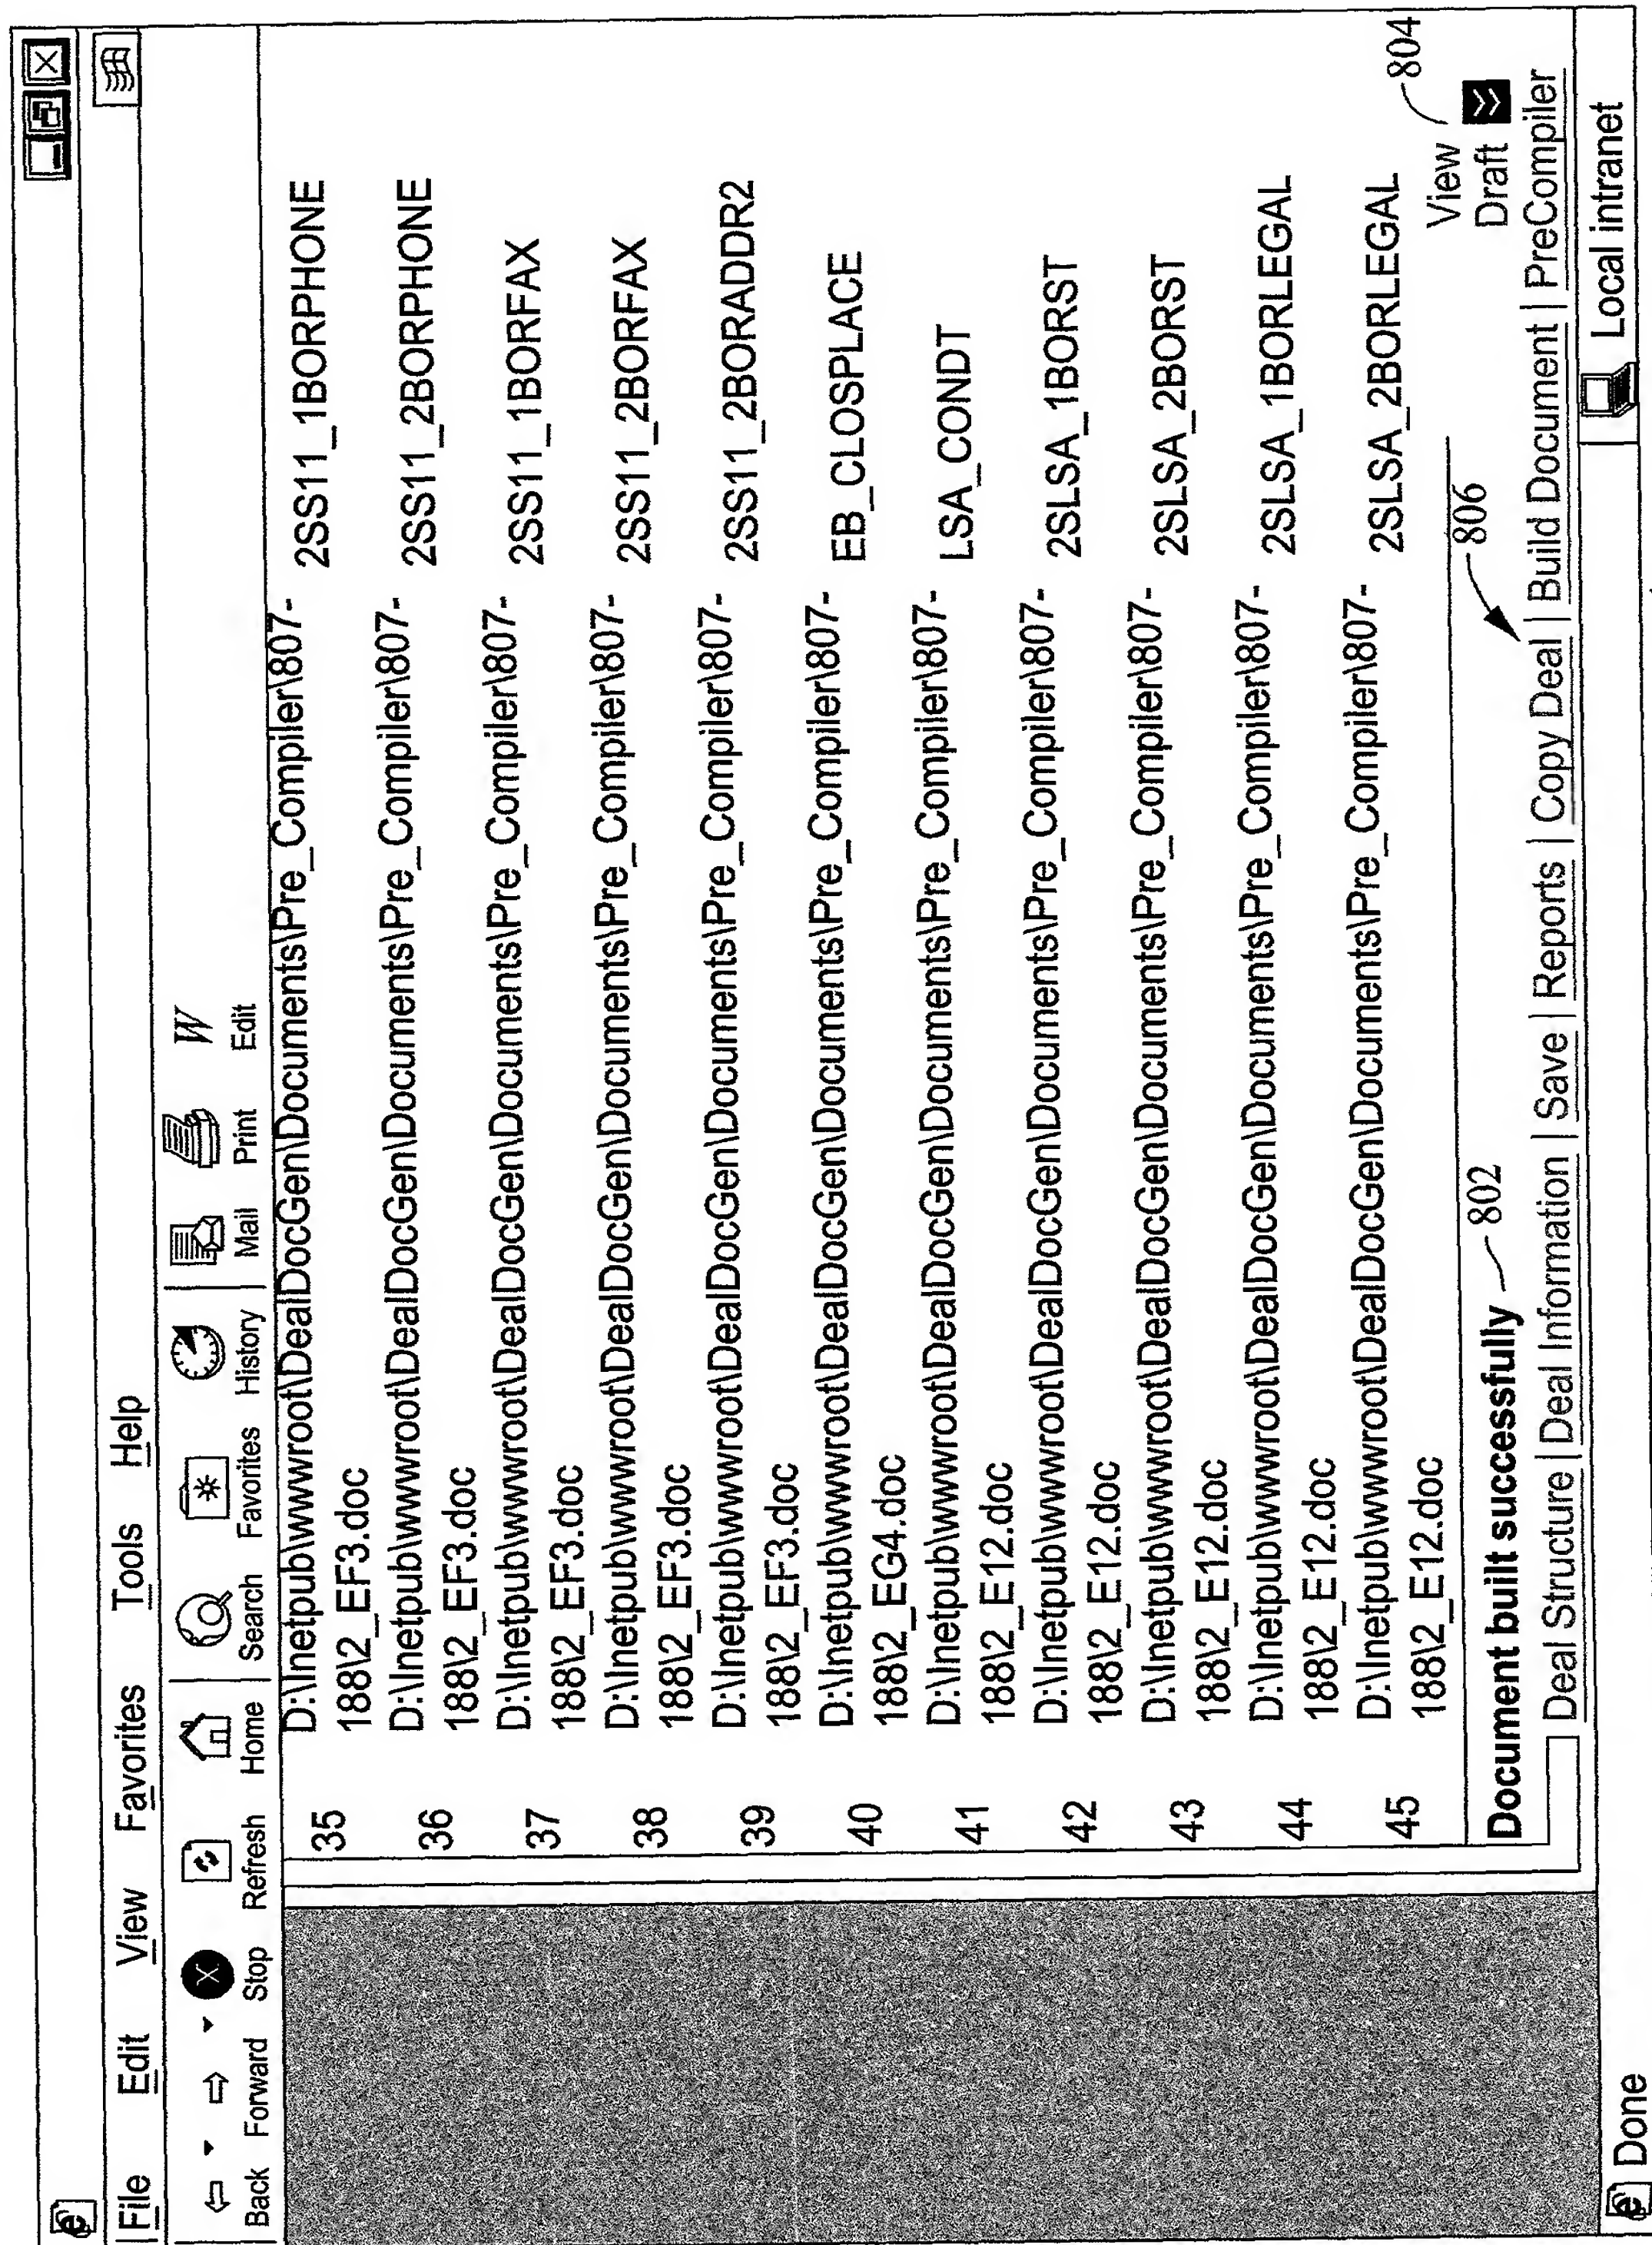 File Edit View Favorites Tools Help
Back Forward Stop Refresh Home Search Favorites History Mail Print Edit
35 D:\Inetpub\wwwroot\DealDocGen\Documents\Pre_Compiler\807- 2SS11_1BORPHONE
188\2_EF3.doc
36 D:\Inetpub\wwwroot\DealDocGen\Documents\Pre_Compiler\807- 2SS11_2BORPHONE
188\2_EF3.doc
37 D:\Inetpub\wwwroot\DealDocGen\Documents\Pre_Compiler\807- 2SS11_1BORFAX
188\2_EF3.doc
38 D:\Inetpub\wwwroot\DealDocGen\Documents\Pre_Compiler\807- 2SS11_2BORFAX
188\2_EF3.doc
39 D:\Inetpub\wwwroot\DealDocGen\Documents\Pre_Compiler\807- 2SS11_2BORADDR2
188\2_EF3.doc
40 D:\Inetpub\wwwroot\DealDocGen\Documents\Pre_Compiler\807- EB_CLOSPLACE
188\2_EG4.doc
41 D:\Inetpub\wwwroot\DealDocGen\Documents\Pre_Compiler\807- LSA_CONDT
188\2_E12.doc
42 D:\Inetpub\wwwroot\DealDocGen\Documents\Pre_Compiler\807- 2SLSA_1BORST
188\2_E12.doc
43 D:\Inetpub\wwwroot\DealDocGen\Documents\Pre_Compiler\807- 2SLSA_2BORST
188\2_E12.doc
44 D:\Inetpub\wwwroot\DealDocGen\Documents\Pre_Compiler\807- 2SLSA_1BORLEGAL
188\2_E12.doc
45 D:\Inetpub\wwwroot\DealDocGen\Documents\Pre_Compiler\807- 2SLSA_2BORLEGAL
188\2_E12.doc
Document built successfully 802 806 View 804
Draft
Deal Structure | Deal Information | Save | Reports | Copy Deal | Build Document | PreCompiler
Done Local intranet